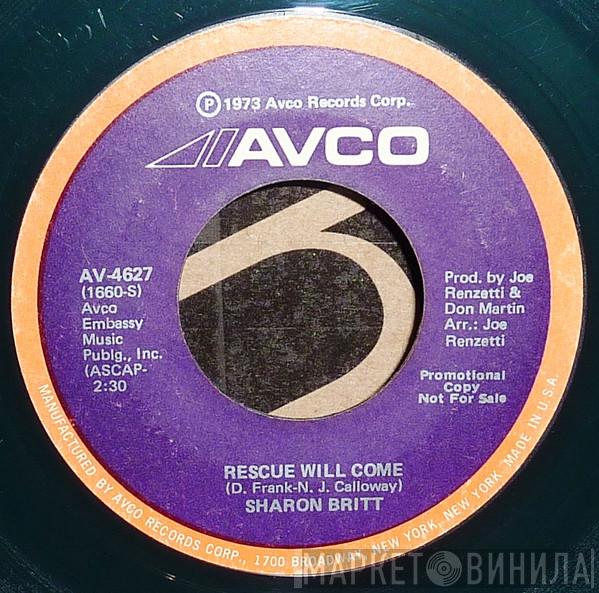 Ⓟ 1973 Avco Records Corp.
AVCO
AV-4627
(1660-S)
Avco
Embassy
Music
Publg., Inc.
(ASCAP-
2:30
Prod. by Joe
Renzetti &
Don Martin
Arr.: Joe
Renzetti
Promotional
Copy
Not For Sale
RESCUE WILL COME
(D. Frank-N. J. Calloway)
SHARON BRITT
MANUFACTURED BY AVCO RECORDS CORP., 1700 BROADWAY, NEW YORK, NEW YORK MADE IN U.S.A.
МАРКЕТ ВИНИЛА